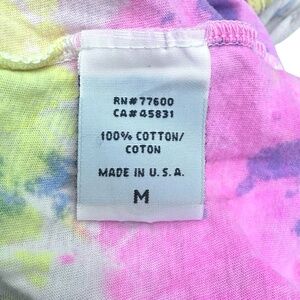 RN# 77600
CA# 45831
100% COTTON/
COTON
MADE IN U.S.A.
M